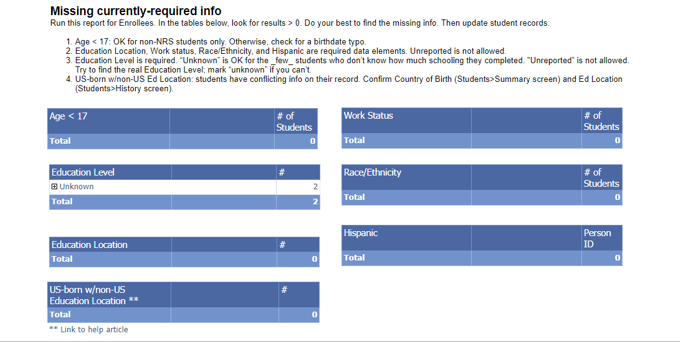 Missing currently-required info
Run this report for Enrollees. In the tables below, look for results > 0. Do your best to find the missing info. Then update student records.
1. Age < 17: OK for non-NRS students only. Otherwise, check for a birthdate typo.
2. Education Location, Work status, Race/Ethnicity, and Hispanic are required data elements. Unreported is not allowed.
3. Education Level is required. "Unknown" is OK for the _few_ students who don't know how much schooling they completed. "Unreported" is not allowed.
Try to find the real Education Level; mark "unknown" if you can't.
4. US-born w/non-US Ed Location: students have conflicting info on their record. Confirm Country of Birth (Students>Summary screen) and Ed Location
(Students>History screen).
Age < 17 # of
Students
Total 0
Education Level #
Unknown 2
Total 2
Education Location #
Total 0
US-born w/non-US
Education Location ** #
Total 0
** Link to help article
Work Status # of
Students
Total 0
Race/Ethnicity # of
Students
Total 0
Hispanic Person
ID
Total 0